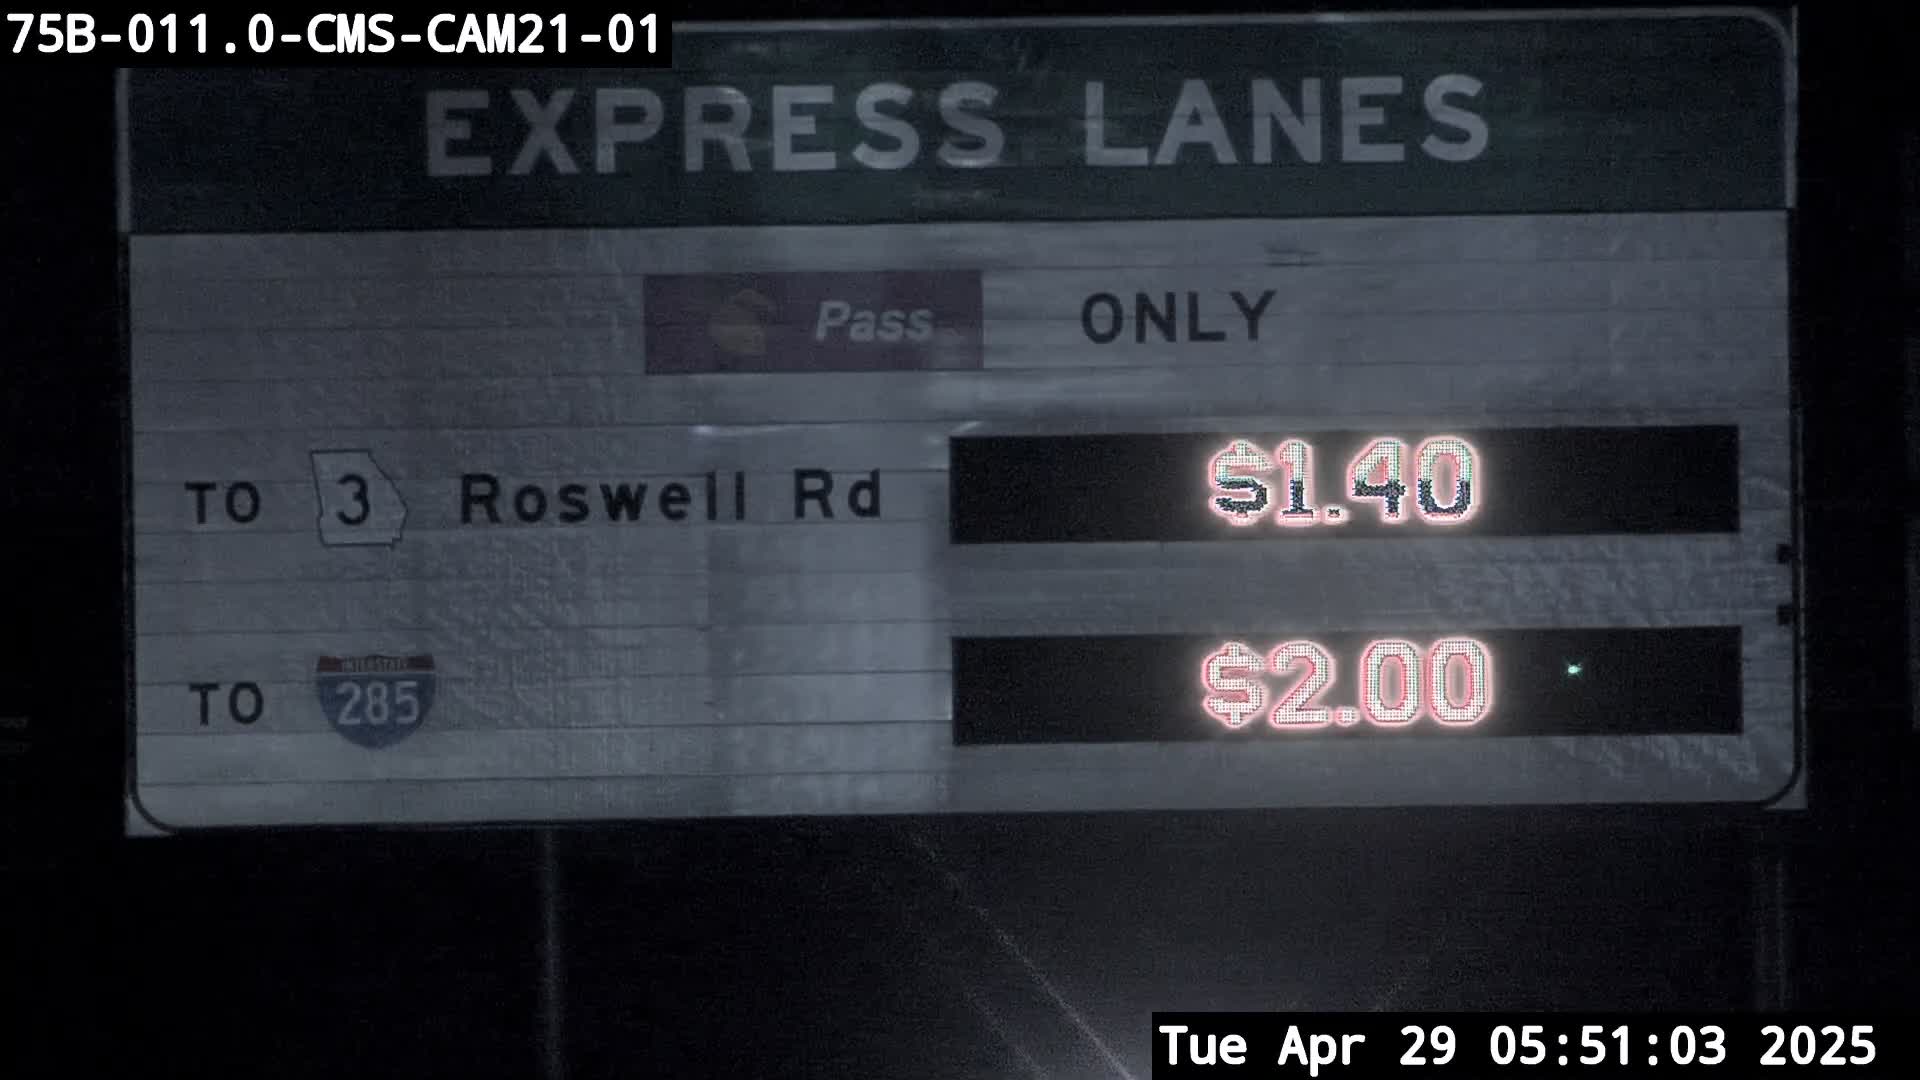 75B-011.0-CMS-CAM21-01
EXPRESS LANES
Pass ONLY
TO 3 Roswell Rd $1.40
TO INTERSTATE 285 $2.00
Tue Apr 29 05:51:03 2025